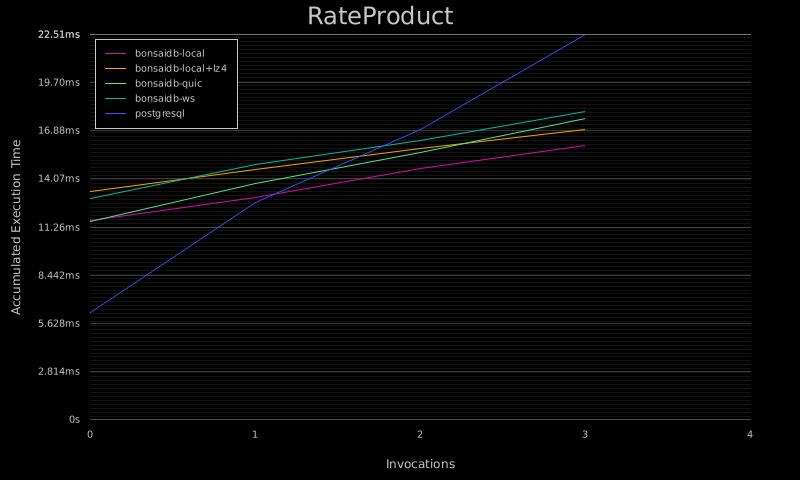 RateProduct
22.51ms
19.70ms
16.88ms
14.07ms
11.26ms
8.442ms
5.628ms
2.814ms
0s
bonsaidb-local
bonsaidb-local+lz4
bonsaidb-quic
bonsaidb-ws
postgresql
Accumulated Execution Time
0 1 2 3 4
Invocations